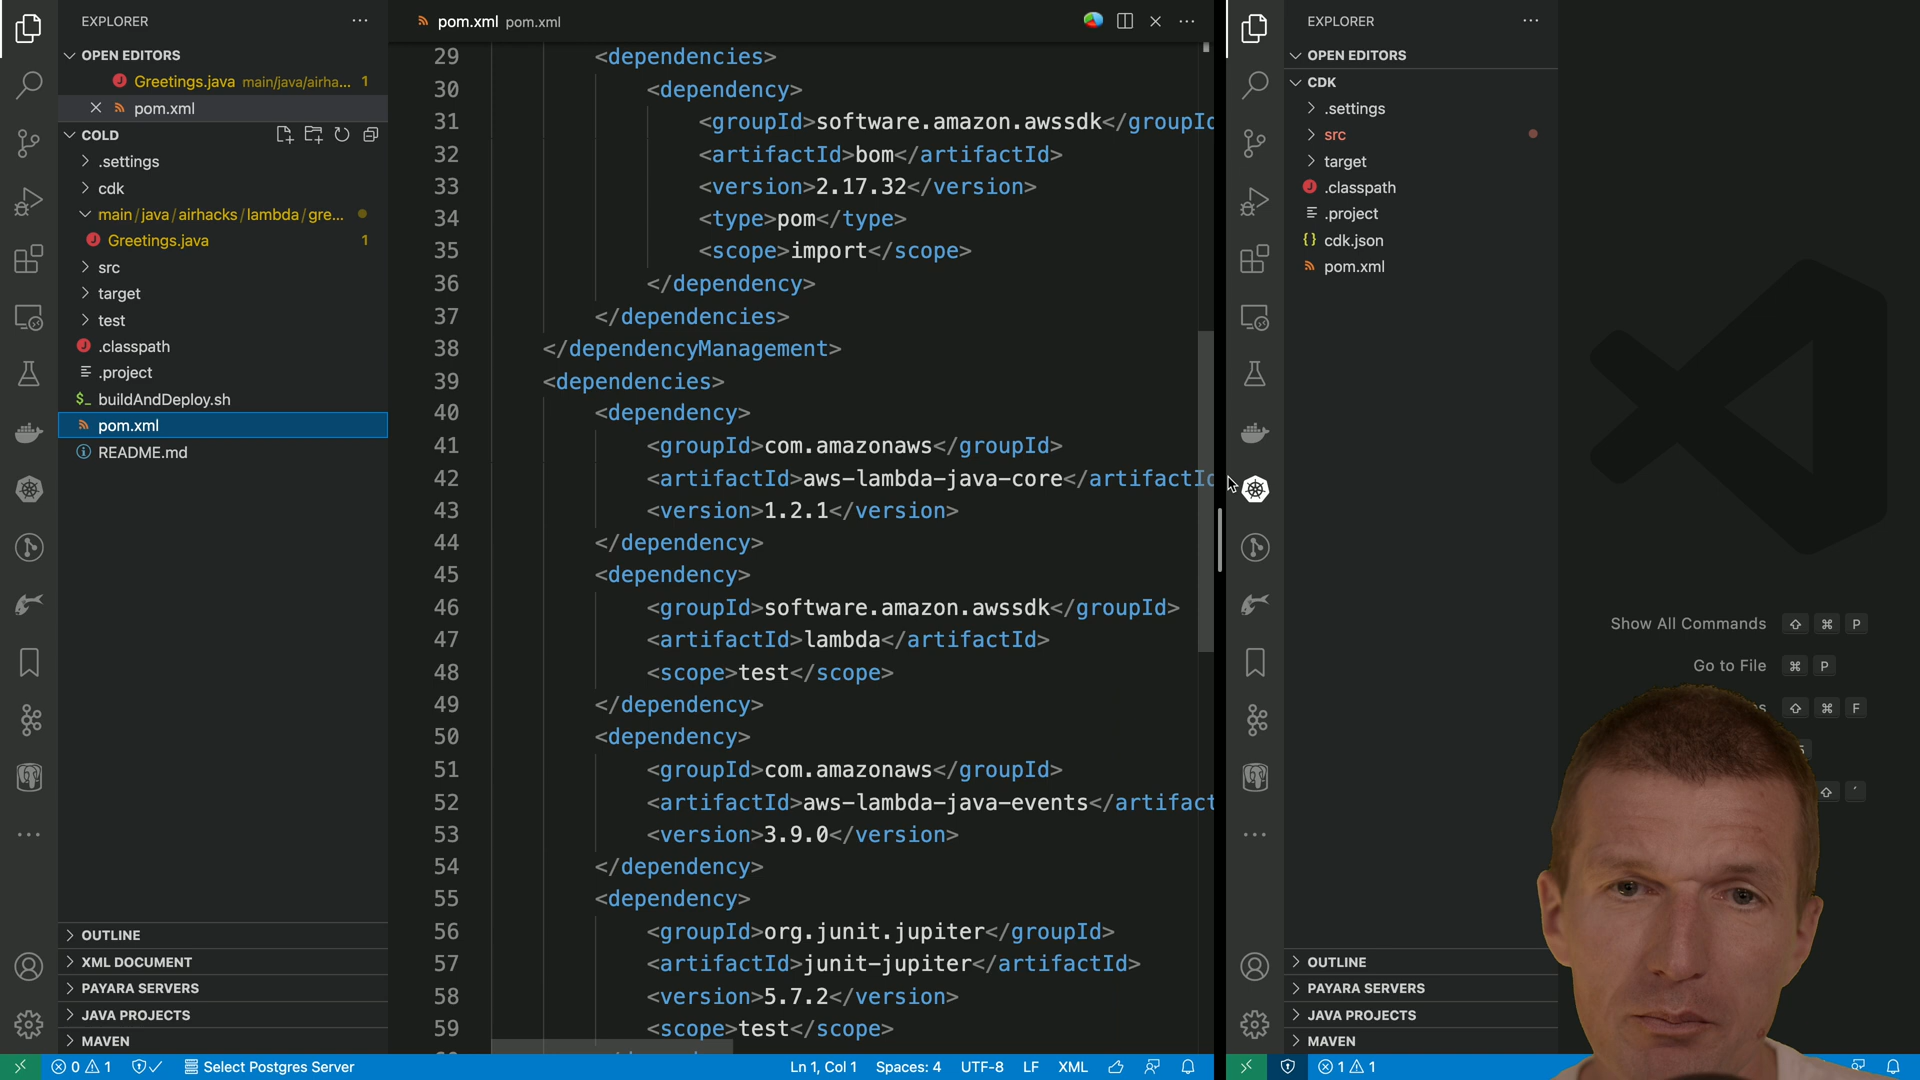 EXPLORER
OPEN EDITORS
Greetings.java main/java/airha... 1
pom.xml
COLD
.settings
cdk
main/java/airhacks/lambda/gre...
Greetings.java 1
src
target
test
.classpath
.project
buildAndDeploy.sh
pom.xml
README.md
OUTLINE
XML DOCUMENT
PAYARA SERVERS
JAVA PROJECTS
MAVEN
pom.xml pom.xml
29 <dependencies>
30 <dependency>
31 <groupId>software.amazon.awssdk</groupId
32 <artifactId>bom</artifactId>
33 <version>2.17.32</version>
34 <type>pom</type>
35 <scope>import</scope>
36 </dependency>
37 </dependencies>
38 </dependencyManagement>
39 <dependencies>
40 <dependency>
41 <groupId>com.amazonaws</groupId>
42 <artifactId>aws-lambda-java-core</artifactId
43 <version>1.2.1</version>
44 </dependency>
45 <dependency>
46 <groupId>software.amazon.awssdk</groupId>
47 <artifactId>lambda</artifactId>
48 <scope>test</scope>
49 </dependency>
50 <dependency>
51 <groupId>com.amazonaws</groupId>
52 <artifactId>aws-lambda-java-events</artifact
53 <version>3.9.0</version>
54 </dependency>
55 <dependency>
56 <groupId>org.junit.jupiter</groupId>
57 <artifactId>junit-jupiter</artifactId>
58 <version>5.7.2</version>
59 <scope>test</scope>
EXPLORER
OPEN EDITORS
CDK
.settings
src
target
.classpath
.project
cdk.json
pom.xml
OUTLINE
PAYARA SERVERS
JAVA PROJECTS
MAVEN
Show All Commands ⇧ ⌘ P
Go to File ⌘ P
⇧ ⌘ F
0 1 Select Postgres Server Ln 1, Col 1 Spaces: 4 UTF-8 LF XML
1 1